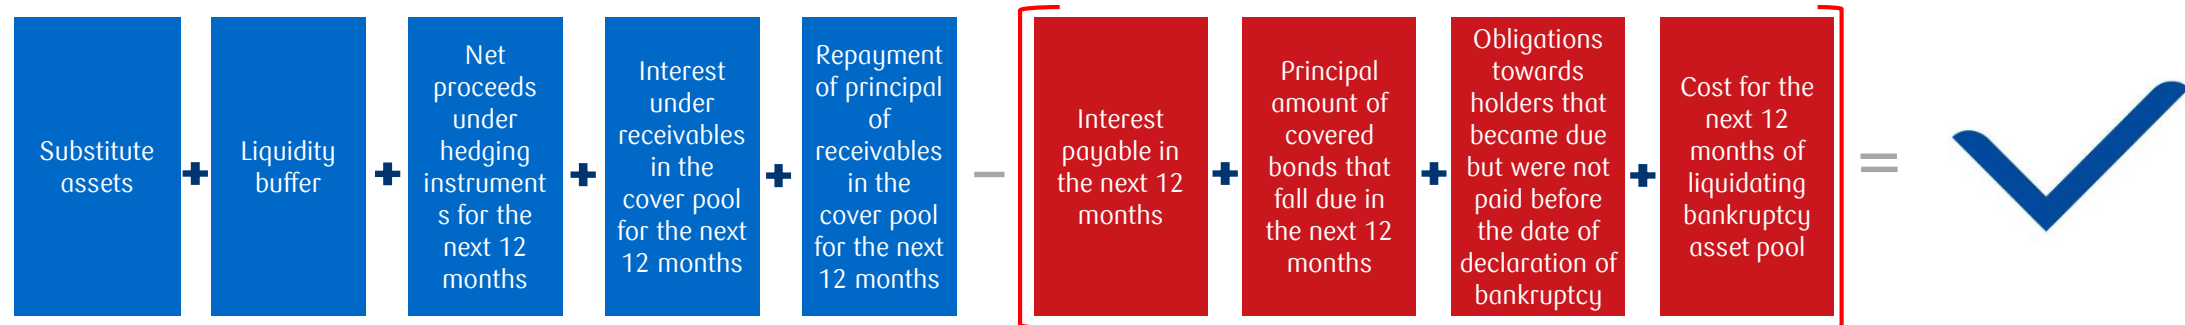 Substitute
assets
+
Liquidity
buffer
+
Net
proceeds
under
hedging
instrument
s for the
next 12
months
+
Interest
under
receivables
in the
cover pool
for the next
12 months
+
Repayment
of principal
of
receivables
in the
cover pool
for the next
12 months
–
Interest
payable in
the next 12
months
+
Principal
amount of
covered
bonds that
fall due in
the next 12
months
+
Obligations
towards
holders that
became due
but were not
paid before
the date of
declaration of
bankruptcy
+
Cost for the
next 12
months of
liquidating
bankruptcy
asset pool
=